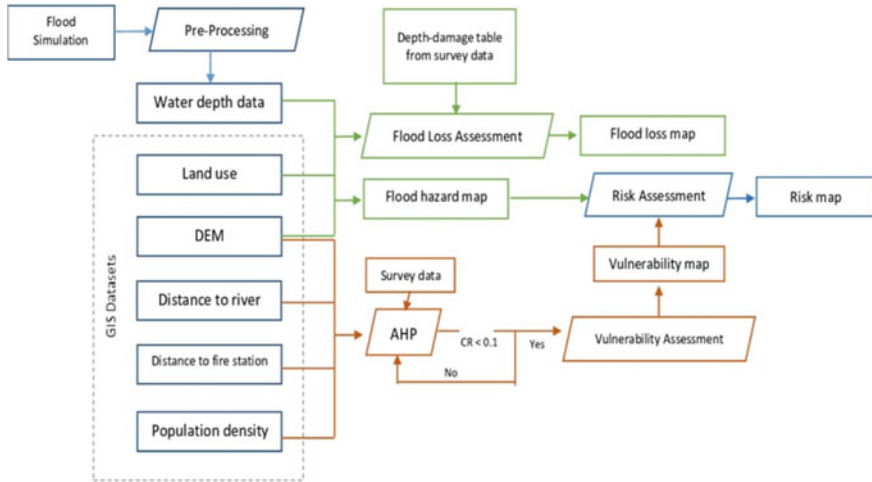 Flood
Simulation
Pre-Processing
Depth-damage table
from survey data
Water depth data
Flood Loss Assessment
Flood loss map
GIS Datasets
Land use
Flood hazard map
Risk Assessment
Risk map
DEM
Vulnerability map
Survey data
Distance to river
AHP
CR < 0.1
Yes
Vulnerability Assessment
No
Distance to fire station
Population density